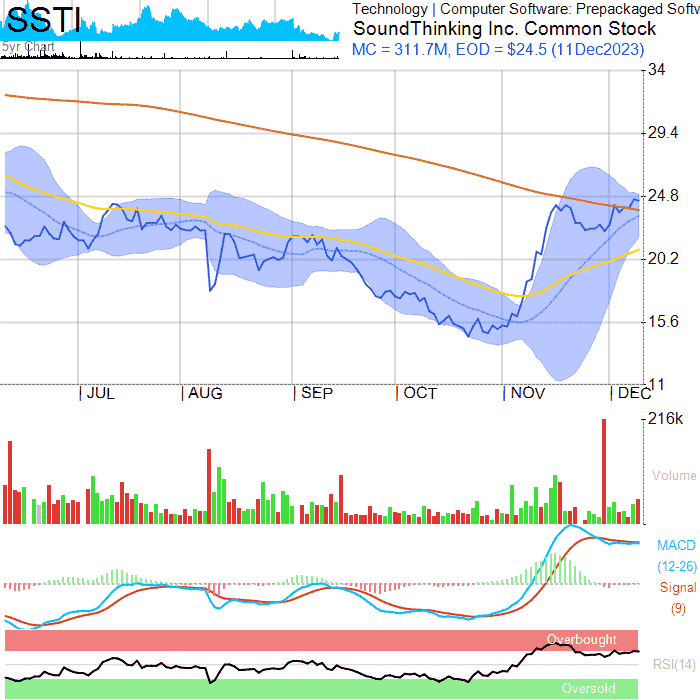 SSTI
5yr Chart
Technology | Computer Software: Prepackaged Softw
SoundThinking Inc. Common Stock
MC = 311.7M, EOD = $24.5 (11Dec2023)
34
29.4
24.8
20.2
15.6
11
JUL AUG SEP OCT NOV DEC
216k
Volume
MACD
(12-26)
Signal
(9)
Overbought
RSI(14)
Oversold